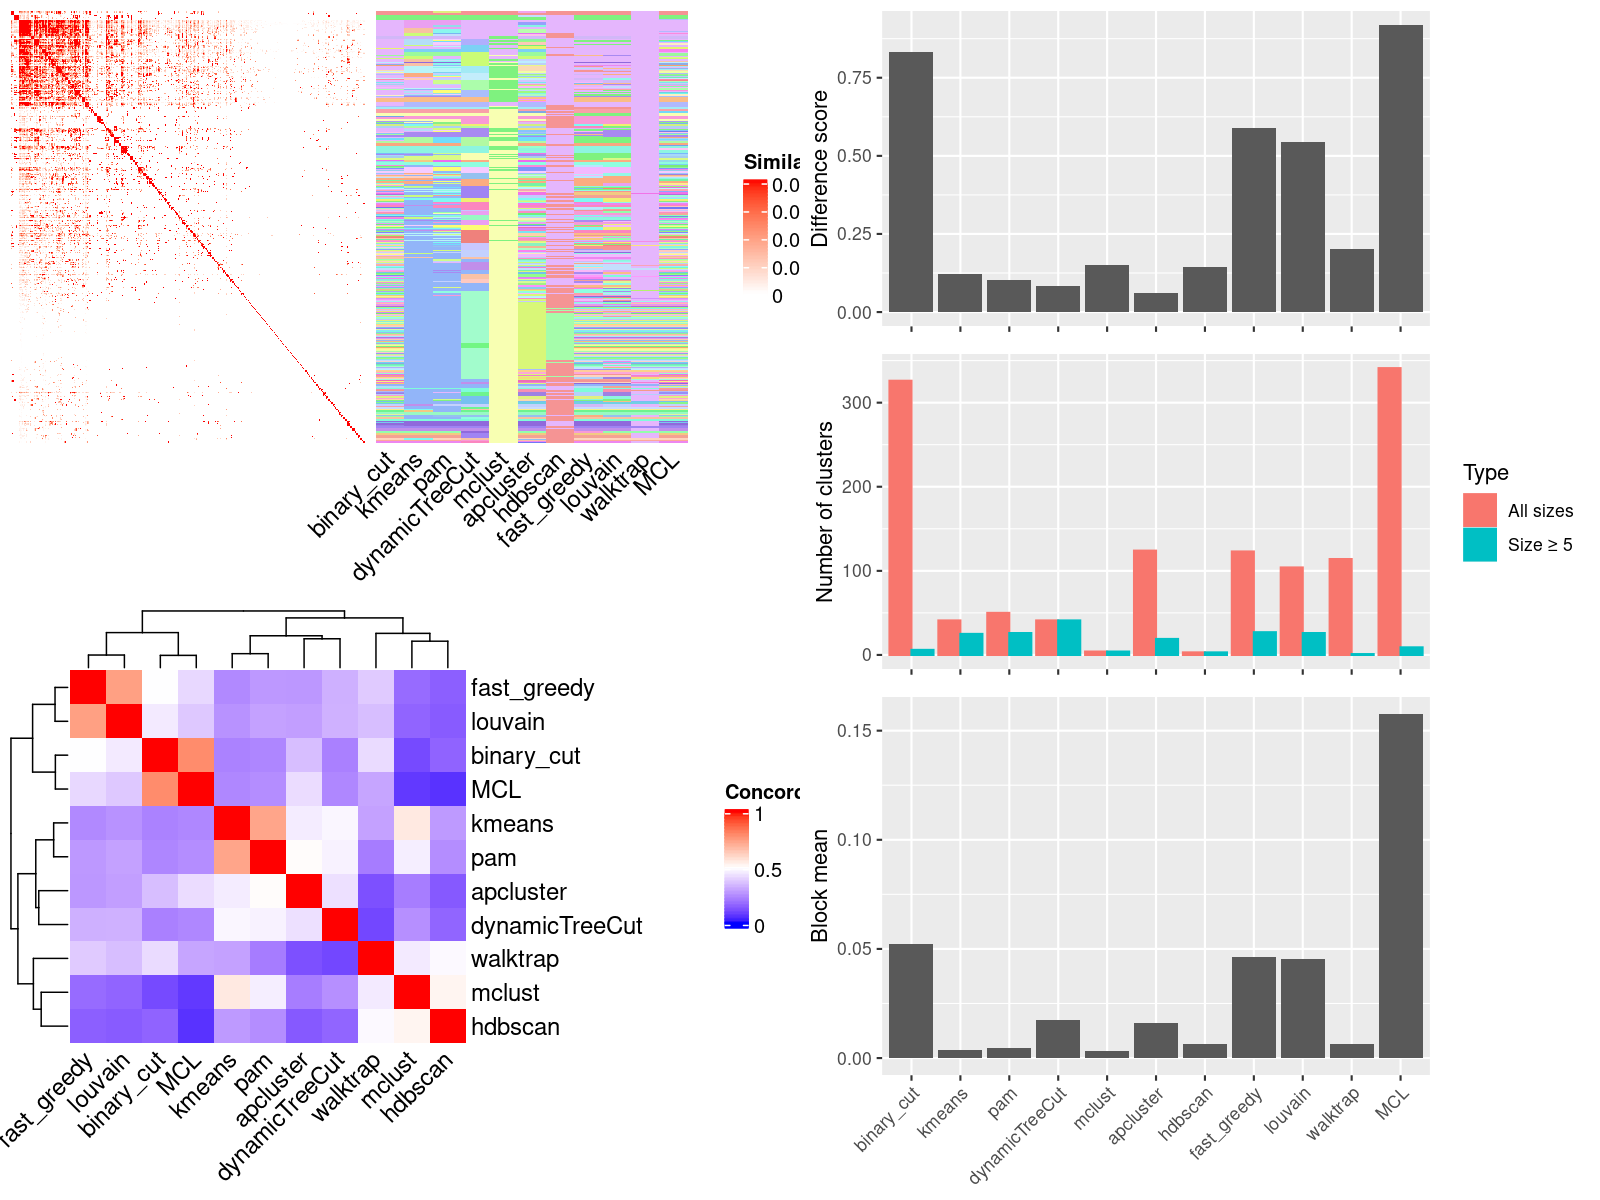 Simila
0.0
0.0
0.0
0.0
0
binary_cut
kmeans
pam
dynamicTreeCut
mclust
apcluster
hdbscan
fast_greedy
louvain
walktrap
MCL
Difference score
0.75
0.50
0.25
0.00
Number of clusters
300
200
100
0
Type
All sizes
Size ≥ 5
Block mean
0.15
0.10
0.05
0.00
binary_cut
kmeans
pam
dynamicTreeCut
mclust
apcluster
hdbscan
fast_greedy
louvain
walktrap
MCL
fast_greedy
louvain
binary_cut
MCL
kmeans
pam
apcluster
dynamicTreeCut
walktrap
mclust
hdbscan
fast_greedy
louvain
binary_cut
MCL
kmeans
pam
apcluster
dynamicTreeCut
walktrap
mclust
hdbscan
Concord
1
0.5
0